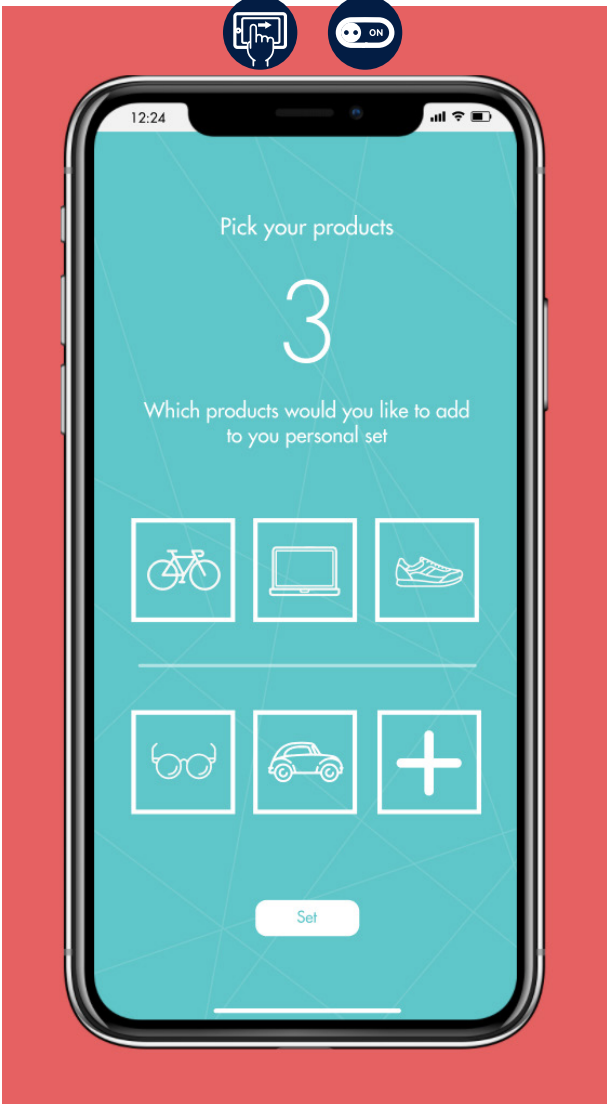 ON
12:24
Pick your products
3
Which products would you like to add
to you personal set
Set